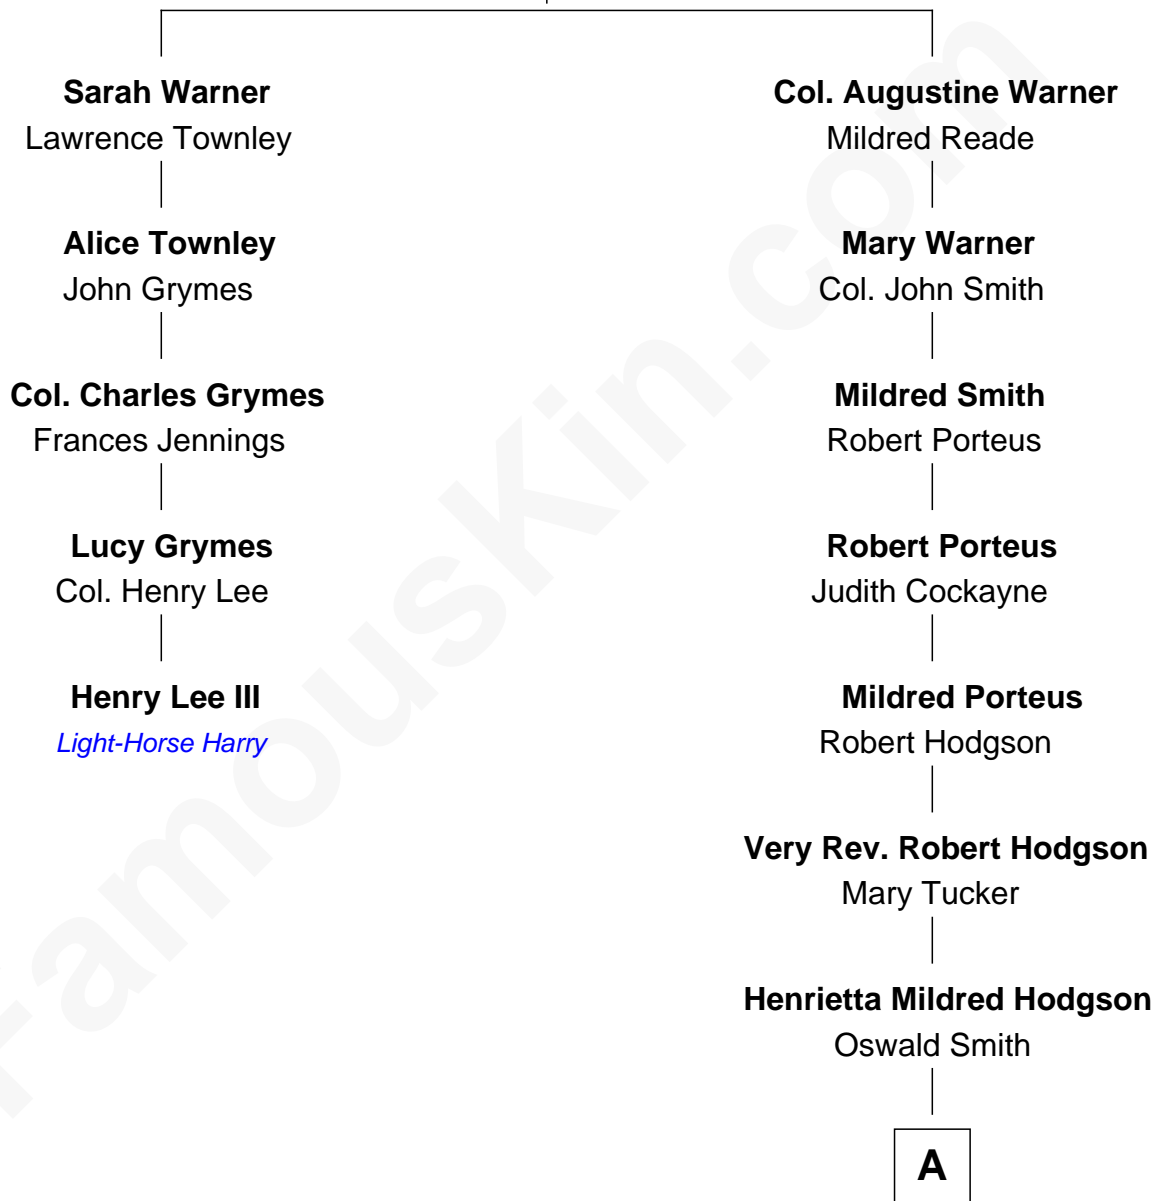 Sarah Warner
Lawrence Townley
Alice Townley
John Grymes
Col. Charles Grymes
Frances Jennings
Lucy Grymes
Col. Henry Lee
Henry Lee III
Light-Horse Harry
Col. Augustine Warner
Mildred Reade
Mary Warner
Col. John Smith
Mildred Smith
Robert Porteus
Robert Porteus
Judith Cockayne
Mildred Porteus
Robert Hodgson
Very Rev. Robert Hodgson
Mary Tucker
Henrietta Mildred Hodgson
Oswald Smith
A
FamousKin.com